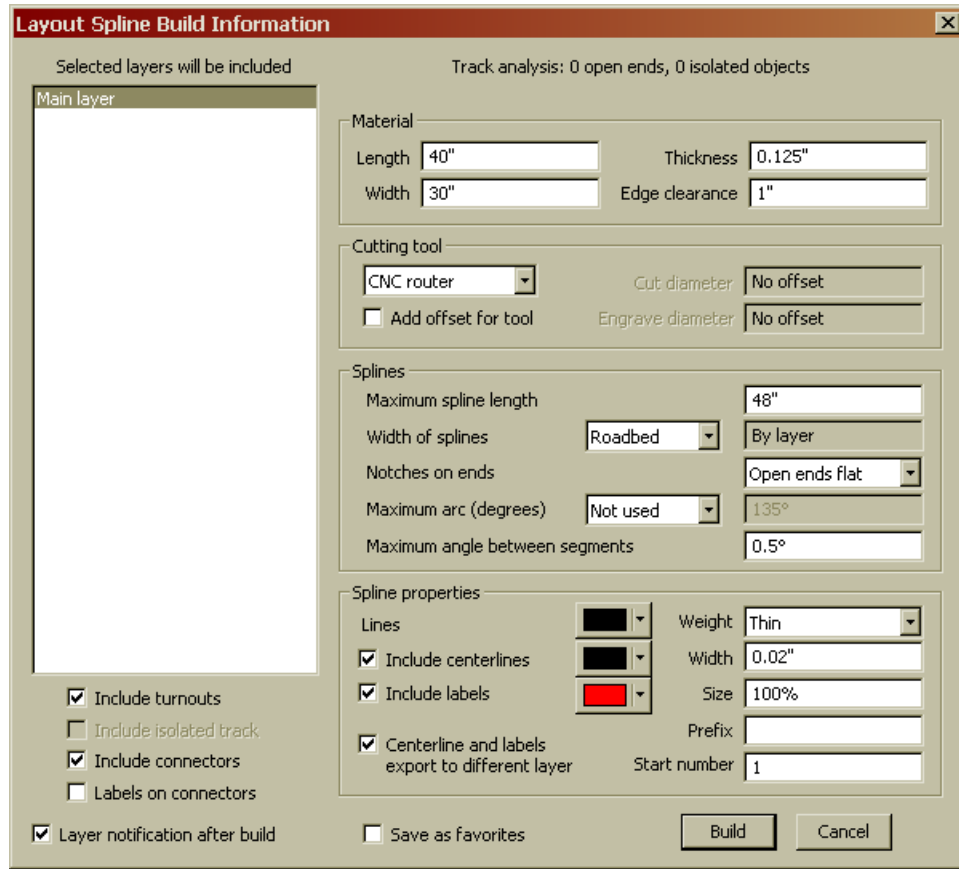 Layout Spline Build Information
Selected layers will be included
Track analysis: 0 open ends, 0 isolated objects
Main layer
Material
Length 40" Thickness 0.125"
Width 30" Edge clearance 1"
Cutting tool
CNC router Cut diameter No offset
Add offset for tool Engrave diameter No offset
Splines
Maximum spline length 48"
Width of splines Roadbed By layer
Notches on ends Open ends flat
Maximum arc (degrees) Not used 135°
Maximum angle between segments 0.5°
Spline properties
Lines Weight Thin
Include centerlines Width 0.02"
Include labels Size 100%
Prefix
Centerline and labels
export to different layer Start number 1
Include turnouts
Include isolated track
Include connectors
Labels on connectors
Layer notification after build Save as favorites Build Cancel